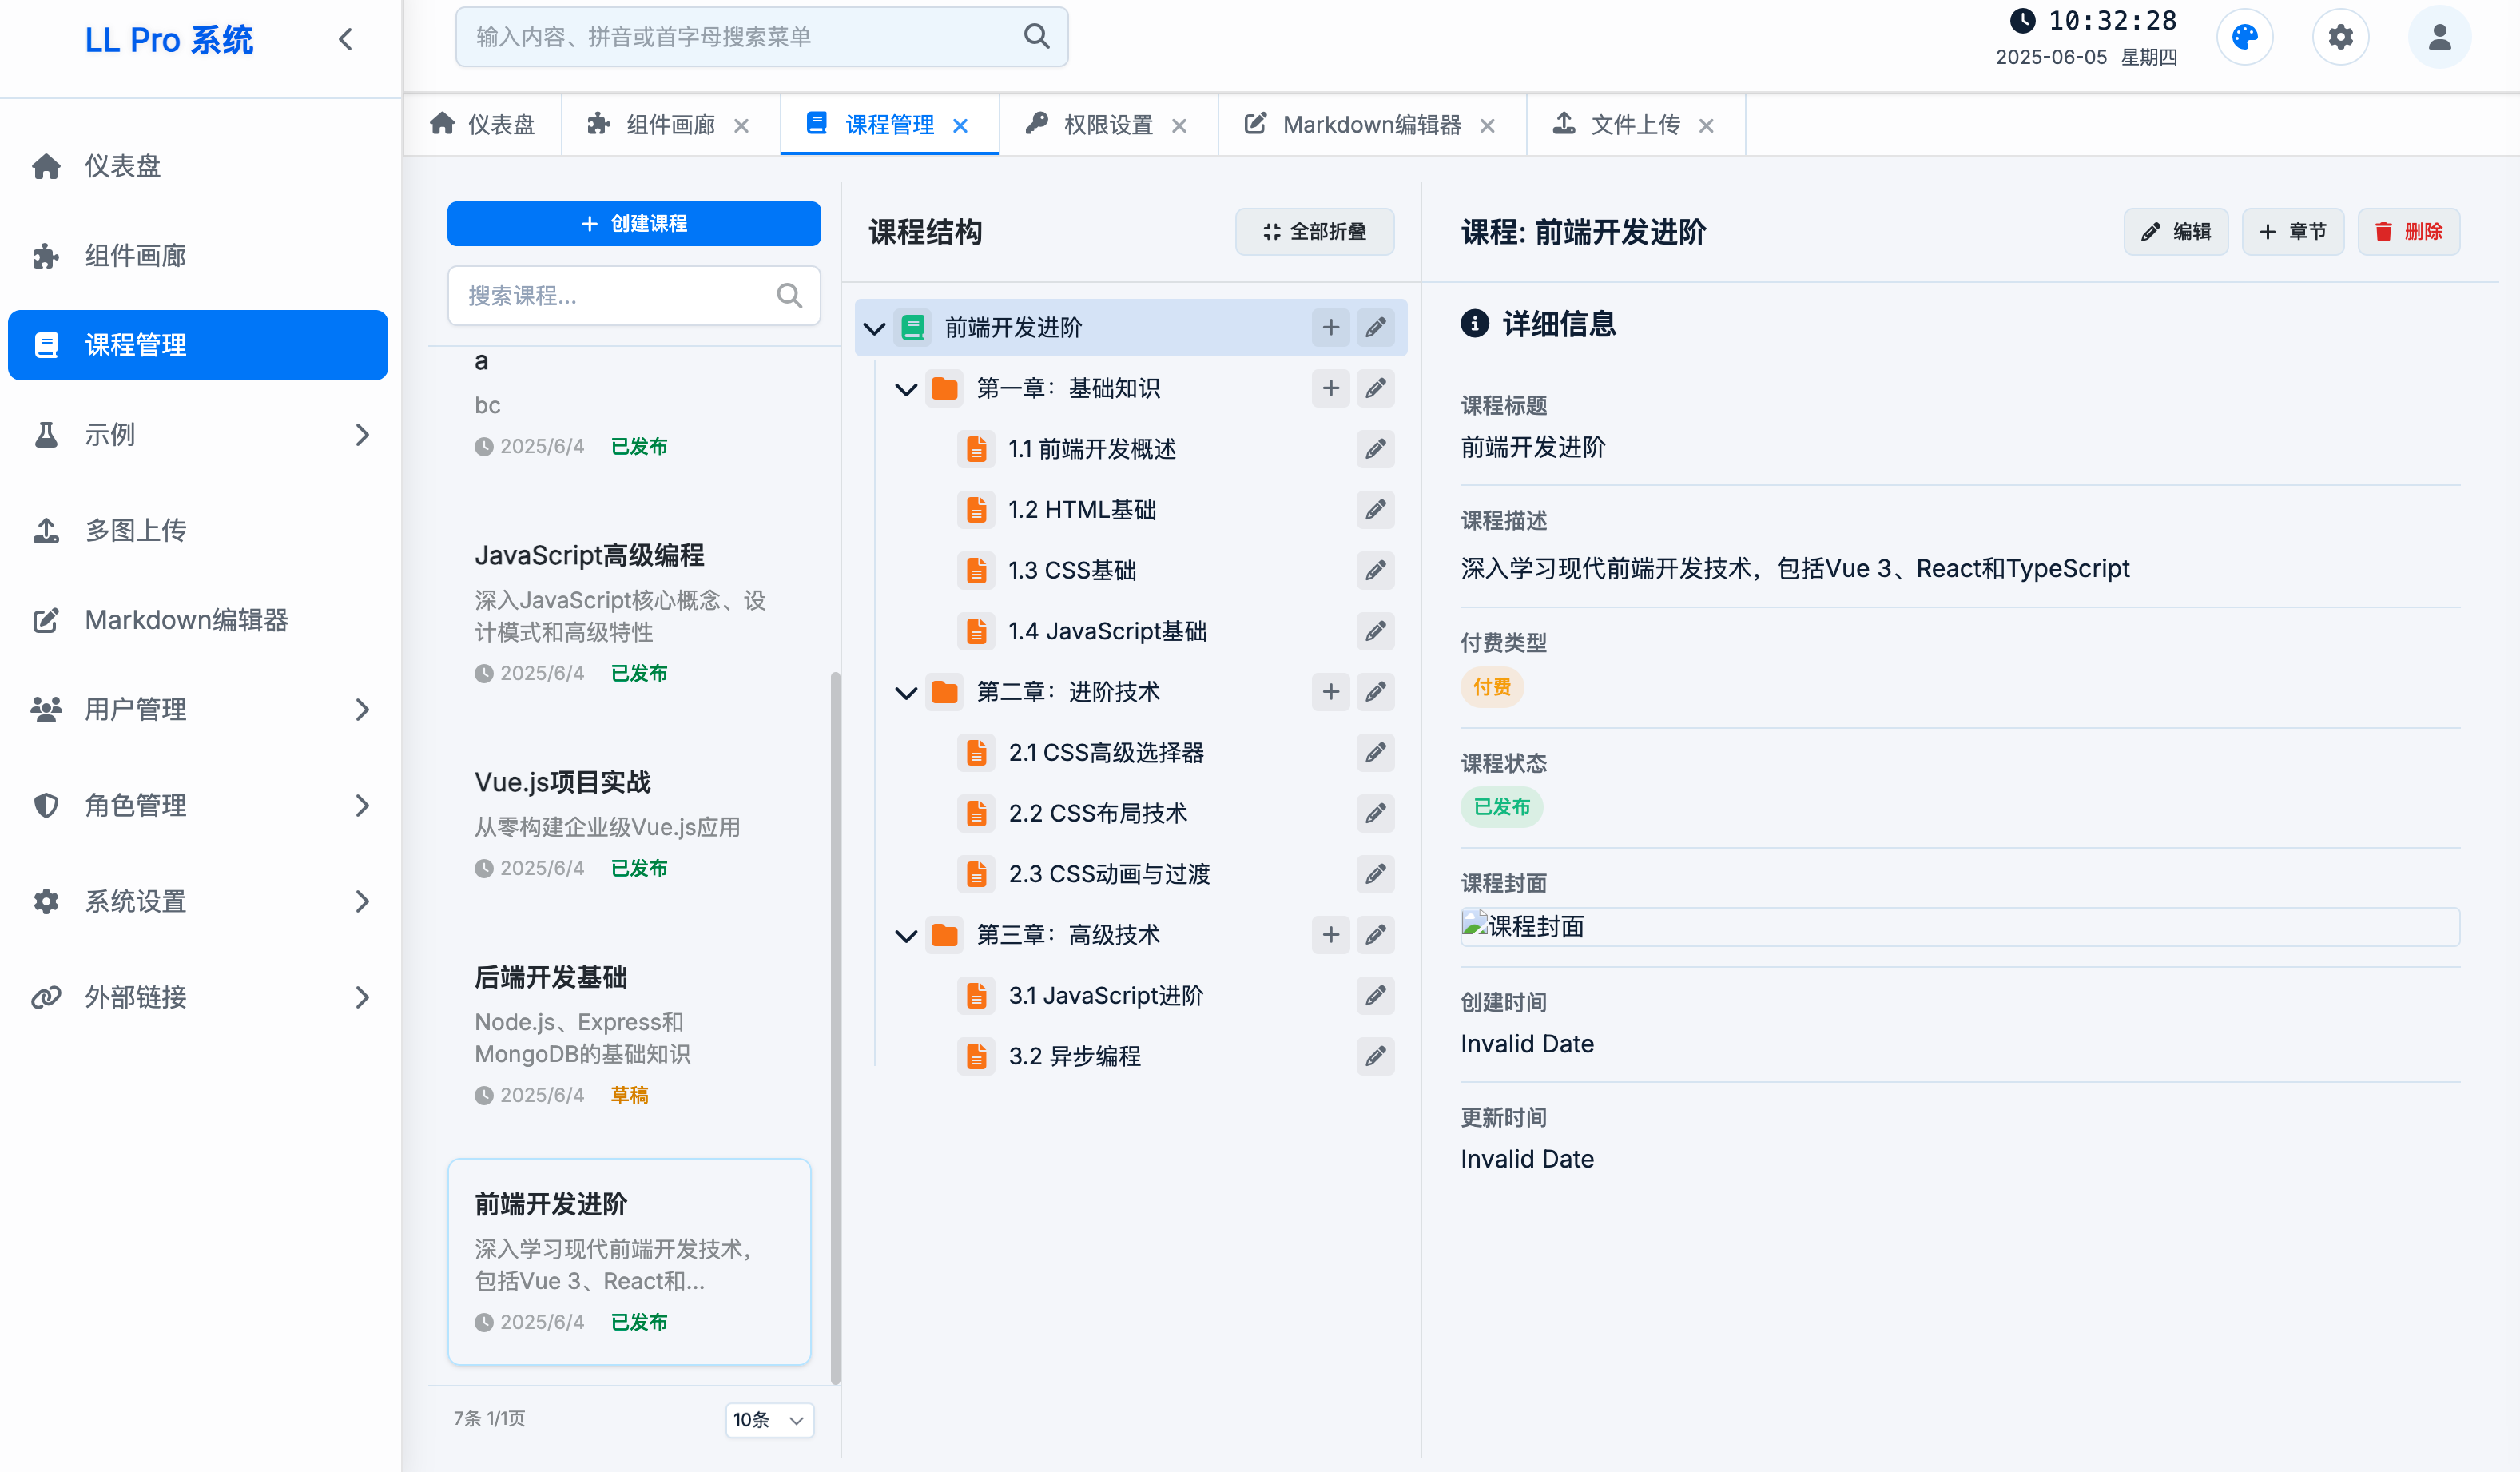 LL Pro 系统
仪表盘
组件画廊
课程管理
示例
多图上传
Markdown编辑器
用户管理
角色管理
系统设置
外部链接
输入内容、拼音或首字母搜索菜单
10:32:28
2025-06-05 星期四
仪表盘
组件画廊
课程管理
权限设置
Markdown编辑器
文件上传
创建课程
搜索课程...
a
bc
2025/6/4 已发布
JavaScript高级编程
深入JavaScript核心概念、设
计模式和高级特性
2025/6/4 已发布
Vue.js项目实战
从零构建企业级Vue.js应用
2025/6/4 已发布
后端开发基础
Node.js、Express和
MongoDB的基础知识
2025/6/4 草稿
前端开发进阶
深入学习现代前端开发技术，
包括Vue 3、React和...
2025/6/4 已发布
7条 1/1页
10条
课程结构
全部折叠
前端开发进阶
第一章：基础知识
1.1 前端开发概述
1.2 HTML基础
1.3 CSS基础
1.4 JavaScript基础
第二章：进阶技术
2.1 CSS高级选择器
2.2 CSS布局技术
2.3 CSS动画与过渡
第三章：高级技术
3.1 JavaScript进阶
3.2 异步编程
课程: 前端开发进阶
编辑
章节
删除
详细信息
课程标题
前端开发进阶
课程描述
深入学习现代前端开发技术，包括Vue 3、React和TypeScript
付费类型
付费
课程状态
已发布
课程封面
课程封面
创建时间
Invalid Date
更新时间
Invalid Date